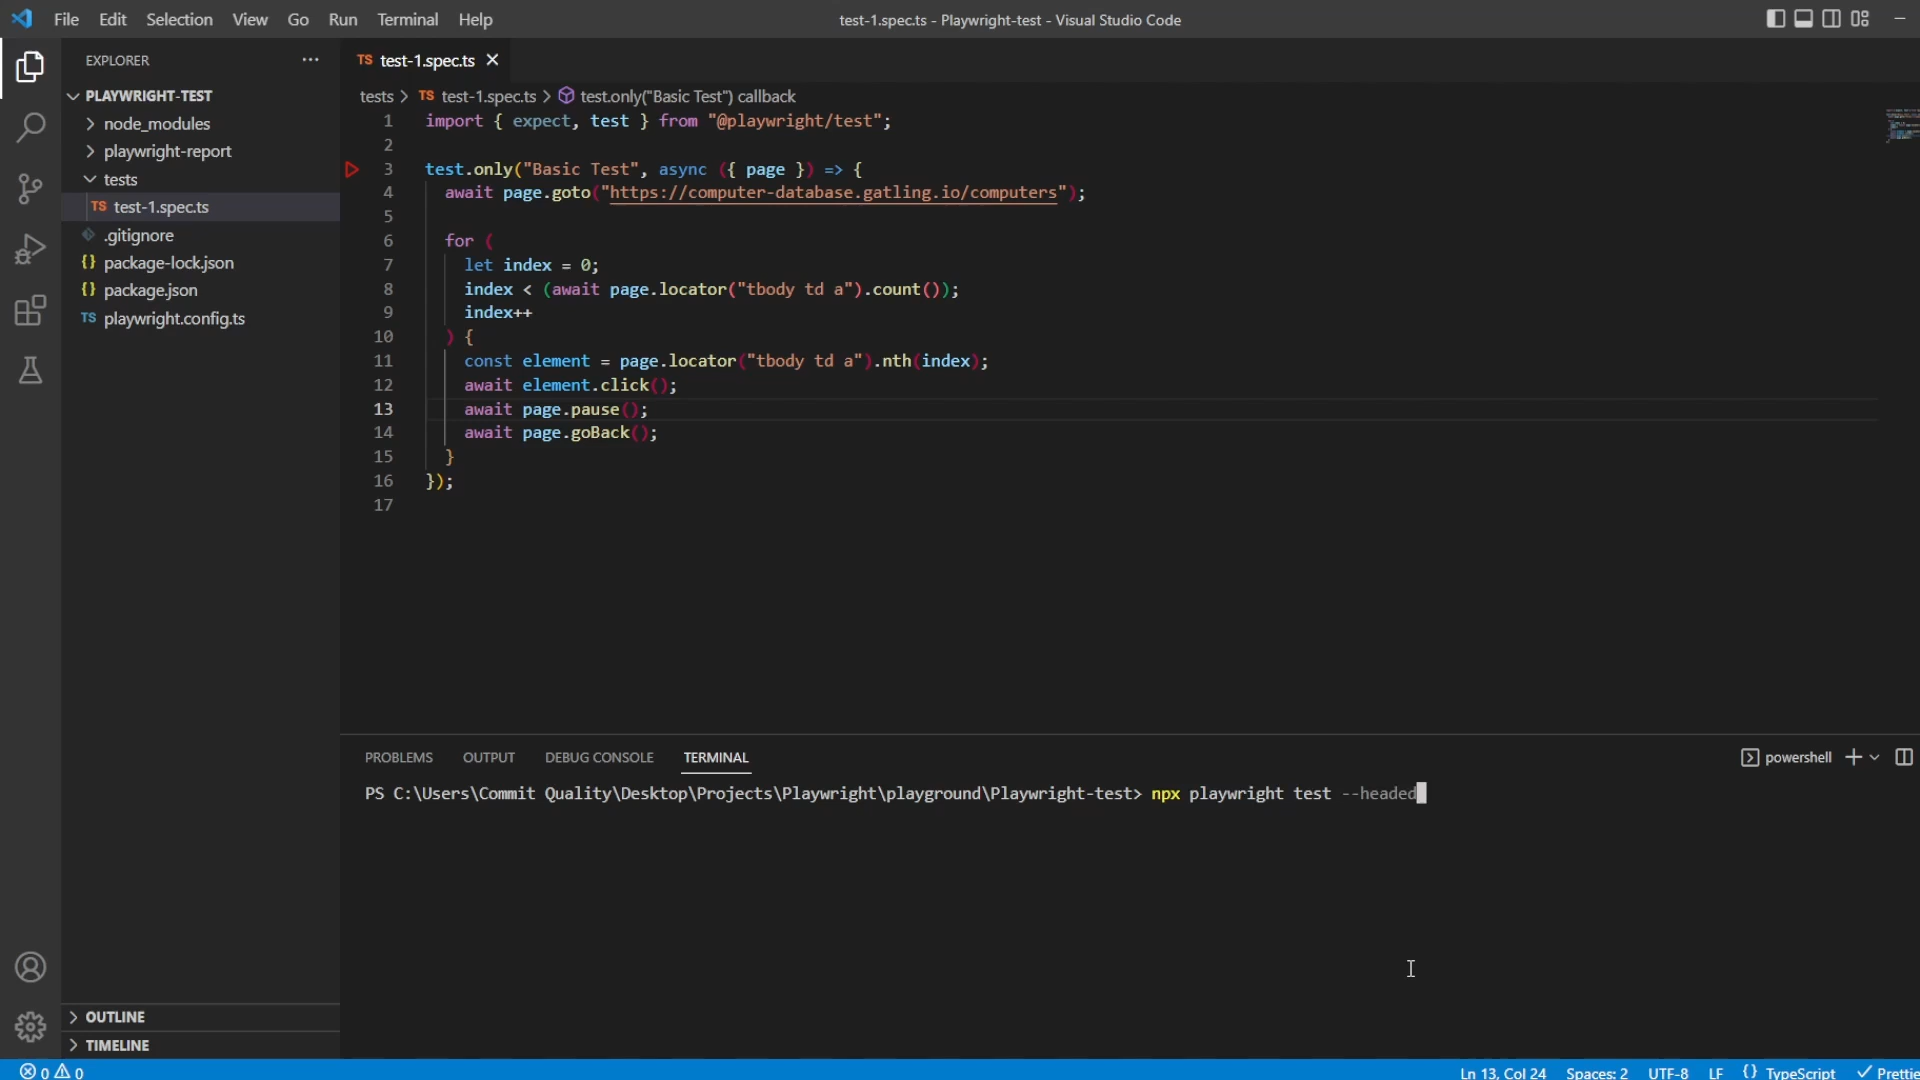 File Edit Selection View Go Run Terminal Help
test-1.spec.ts - Playwright-test - Visual Studio Code
EXPLORER
PLAYWRIGHT-TEST
node_modules
playwright-report
tests
TS test-1.spec.ts
.gitignore
{} package-lock.json
{} package.json
TS playwright.config.ts
OUTLINE
TIMELINE
TS test-1.spec.ts
tests > TS test-1.spec.ts > test.only("Basic Test") callback
1 import { expect, test } from "@playwright/test";
2
3 test.only("Basic Test", async ({ page }) => {
4 await page.goto("https://computer-database.gatling.io/computers");
5
6 for (
7 let index = 0;
8 index < (await page.locator("tbody td a").count());
9 index++
10 ) {
11 const element = page.locator("tbody td a").nth(index);
12 await element.click();
13 await page.pause();
14 await page.goBack();
15 }
16 });
17
PROBLEMS OUTPUT DEBUG CONSOLE TERMINAL powershell
PS C:\Users\Commit Quality\Desktop\Projects\Playwright\playground\Playwright-test> npx playwright test --headed
0 0 Ln 13, Col 24 Spaces: 2 UTF-8 LF {} TypeScript Prettie